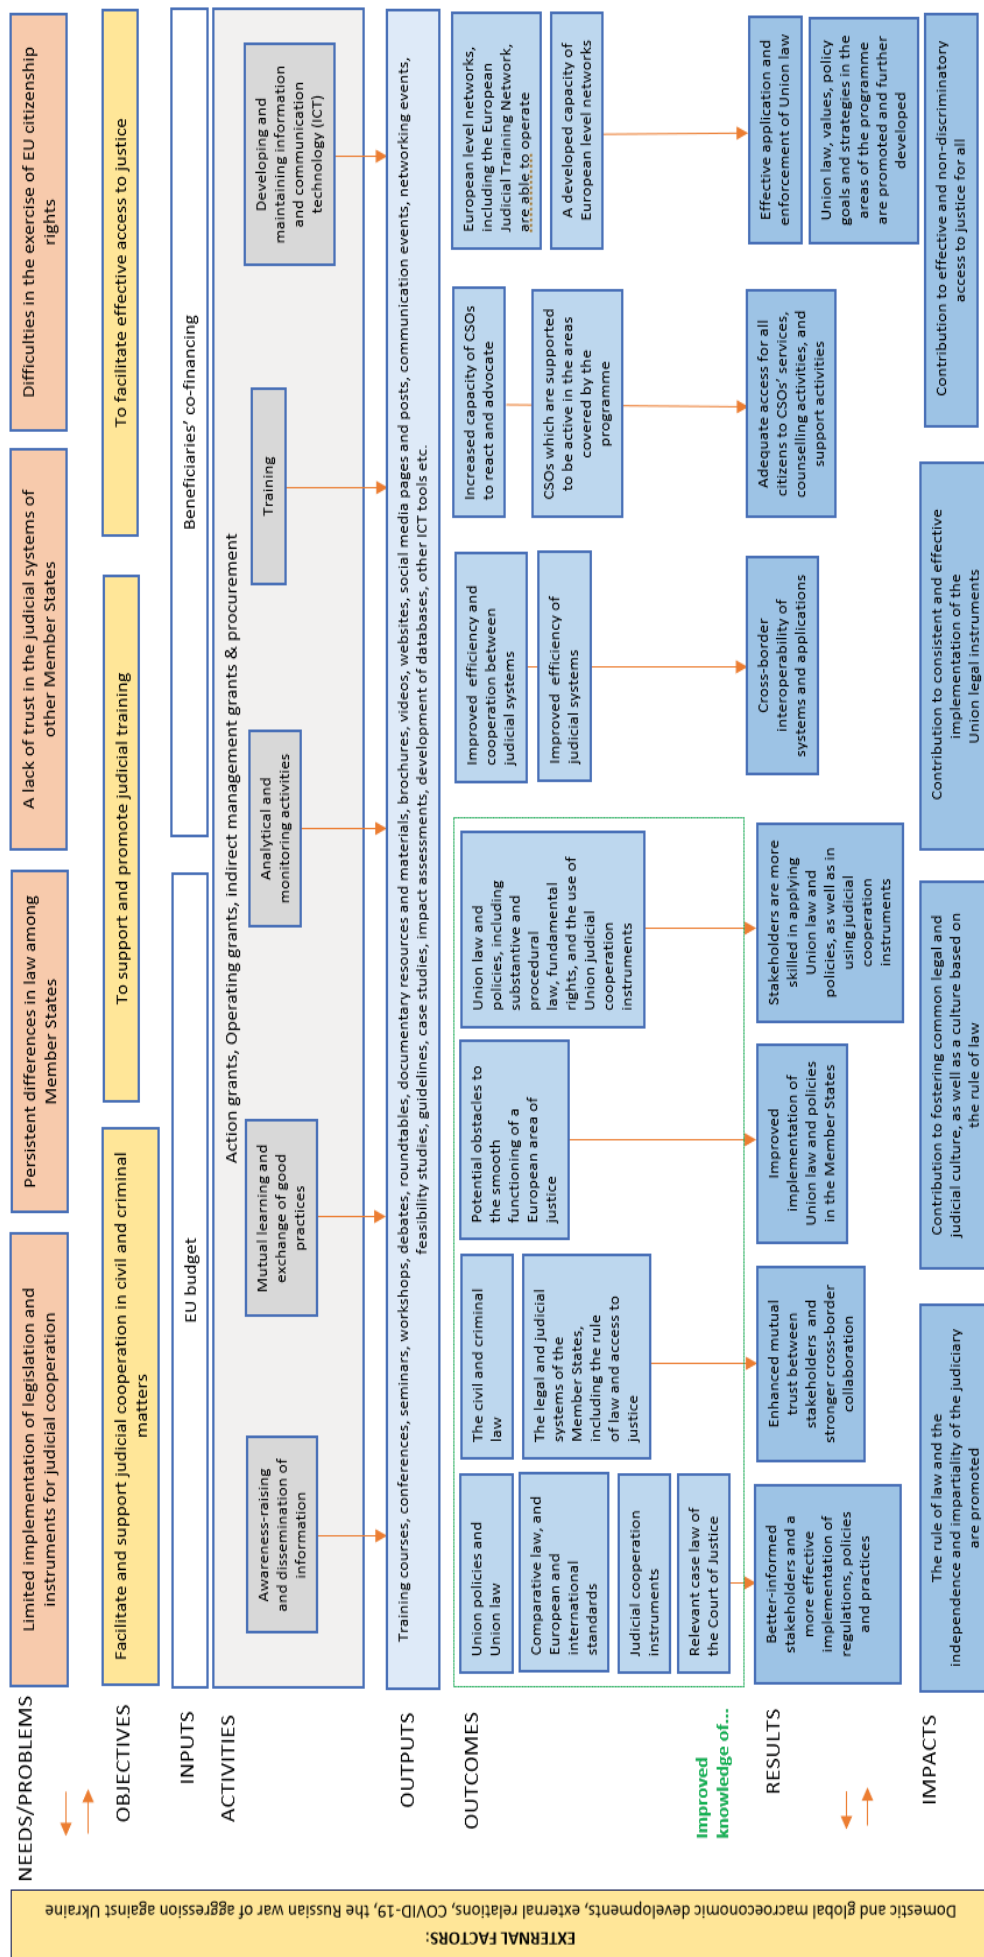 EXTERNAL FACTORS:
Domestic and global macroeconomic developments, external relations, COVID-19, the Russian war of aggression against Ukraine
NEEDS/PROBLEMS
Limited implementation of legislation and
instruments for judicial cooperation
Persistent differences in law among
Member States
A lack of trust in the judicial systems of
other Member States
Difficulties in the exercise of EU citizenship
rights
OBJECTIVES
Facilitate and support judicial cooperation in civil and criminal
matters
To support and promote judicial training
To facilitate effective access to justice
INPUTS
EU budget
Beneficiaries' co-financing
ACTIVITIES
Action grants, Operating grants, indirect management grants & procurement
Awareness-raising
and dissemination of
information
Mutual learning and
exchange of good
practices
Analytical and
monitoring activities
Training
Developing and
maintaining information
and communication
technology (ICT)
OUTPUTS
Training courses, conferences, seminars, workshops, debates, roundtables, documentary resources and materials, brochures, videos, websites, social media pages and posts, communication events, networking events,
feasibility studies, guidelines, case studies, impact assessments, development of databases, other ICT tools etc.
OUTCOMES
Improved
knowledge of...
Union policies and
Union law
Comparative law, and
European and
international
standards
Judicial cooperation
instruments
Relevant case law of
the Court of Justice
The civil and criminal
law
The legal and judicial
systems of the
Member States,
including the rule
of law and access to
justice
Potential obstacles to
the smooth
functioning of a
European area of
justice
Union law and
policies, including
substantive and
procedural
law, fundamental
rights, and the use of
Union judicial
cooperation
instruments
Improved efficiency and
cooperation between
judicial systems
Improved efficiency of
judicial systems
Increased capacity of CSOs
to react and advocate
CSOs which are supported
to be active in the areas
covered by the
programme
European level networks,
including the European
Judicial Training Network,
are able to operate
A developed capacity of
European level networks
RESULTS
Better-informed
stakeholders and a
more effective
implementation of
regulations, policies
and practices
Enhanced mutual
trust between
stakeholders and
stronger cross-border
collaboration
Improved
implementation of
Union law and policies
in the Member States
Stakeholders are more
skilled in applying
Union law and
policies, as well as in
using judicial
cooperation
instruments
Cross-border
interoperability of
systems and applications
Adequate access for all
citizens to CSOs' services,
counselling activities, and
support activities
Effective application and
enforcement of Union law
Union law, values, policy
goals and strategies in the
areas of the programme
are promoted and further
developed
IMPACTS
The rule of law and the
independence and impartiality of the judiciary
are promoted
Contribution to fostering common legal and
judicial culture, as well as a culture based on
the rule of law
Contribution to consistent and effective
implementation of the
Union legal instruments
Contribution to effective and non-discriminatory
access to justice for all